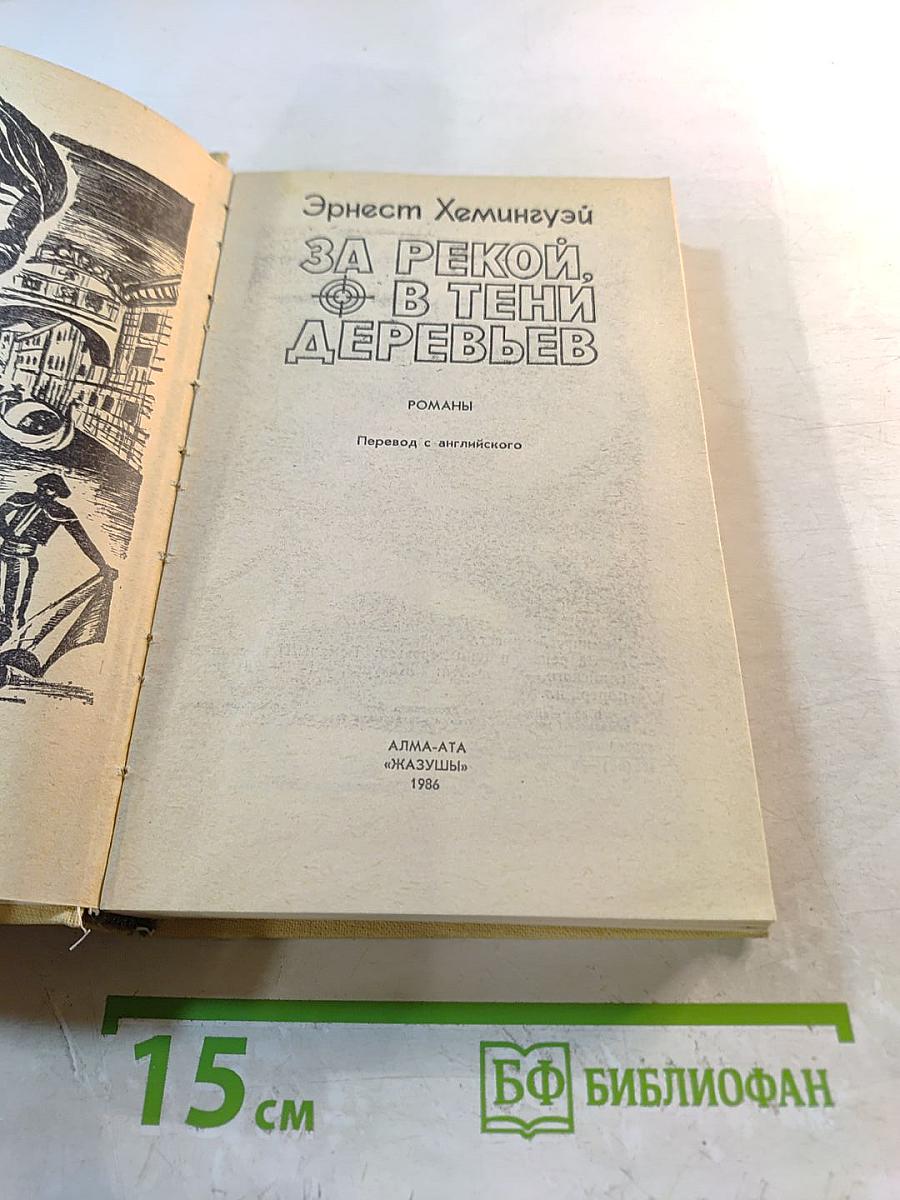 Эрнест Хемингуэй
ЗА РЕКОЙ,
В ТЕНИ
ДЕРЕВЬЕВ
РОМАНЫ
Перевод с английского
АЛМА-АТА
«ЖАЗУШЫ»
1986
15 см
БФ БИБЛИОФАН